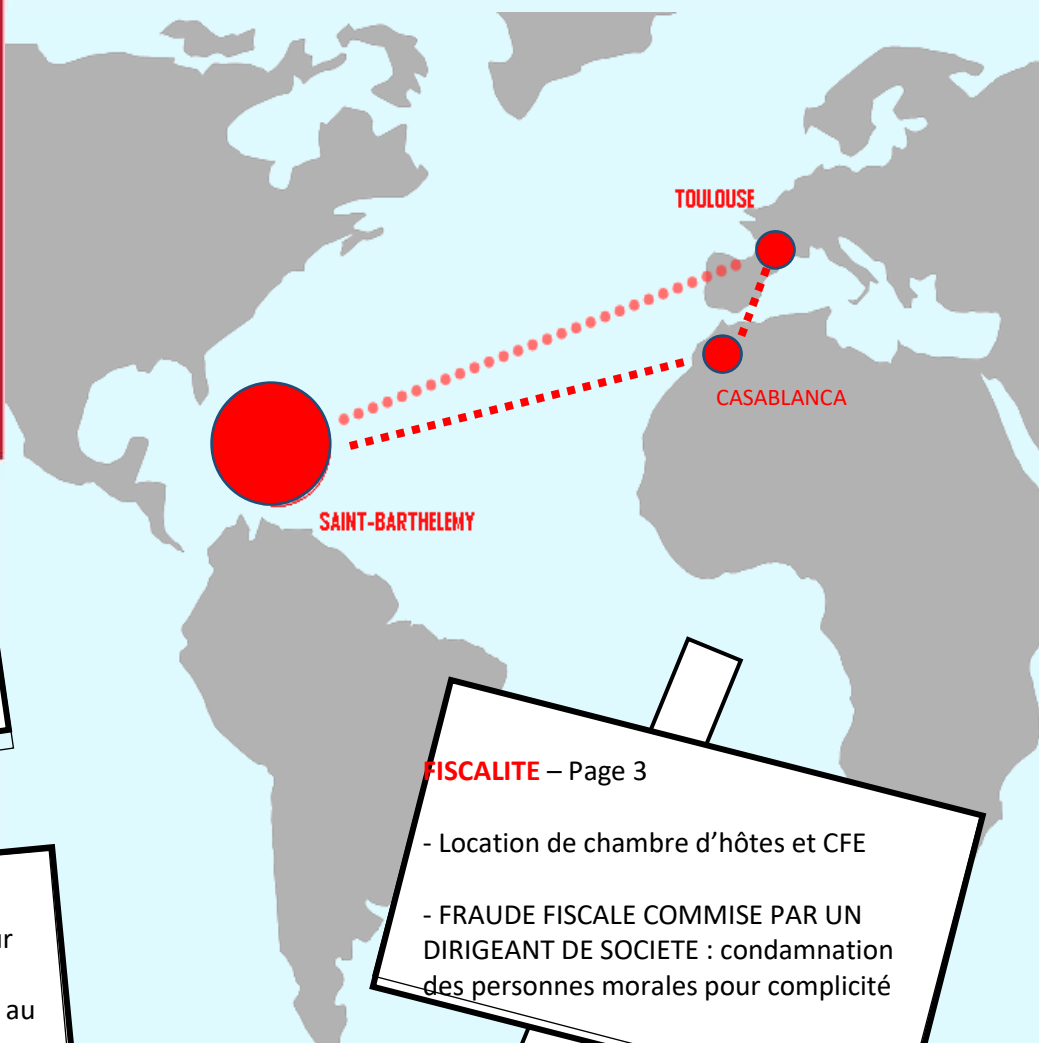 TOULOUSE
CASABLANCA
SAINT-BARTHELEMY
FISCALITE – Page 3
- Location de chambre d’hôtes et CFE
- FRAUDE FISCALE COMMISE PAR UN
DIRIGEANT DE SOCIETE : condamnation
des personnes morales pour complicité
au